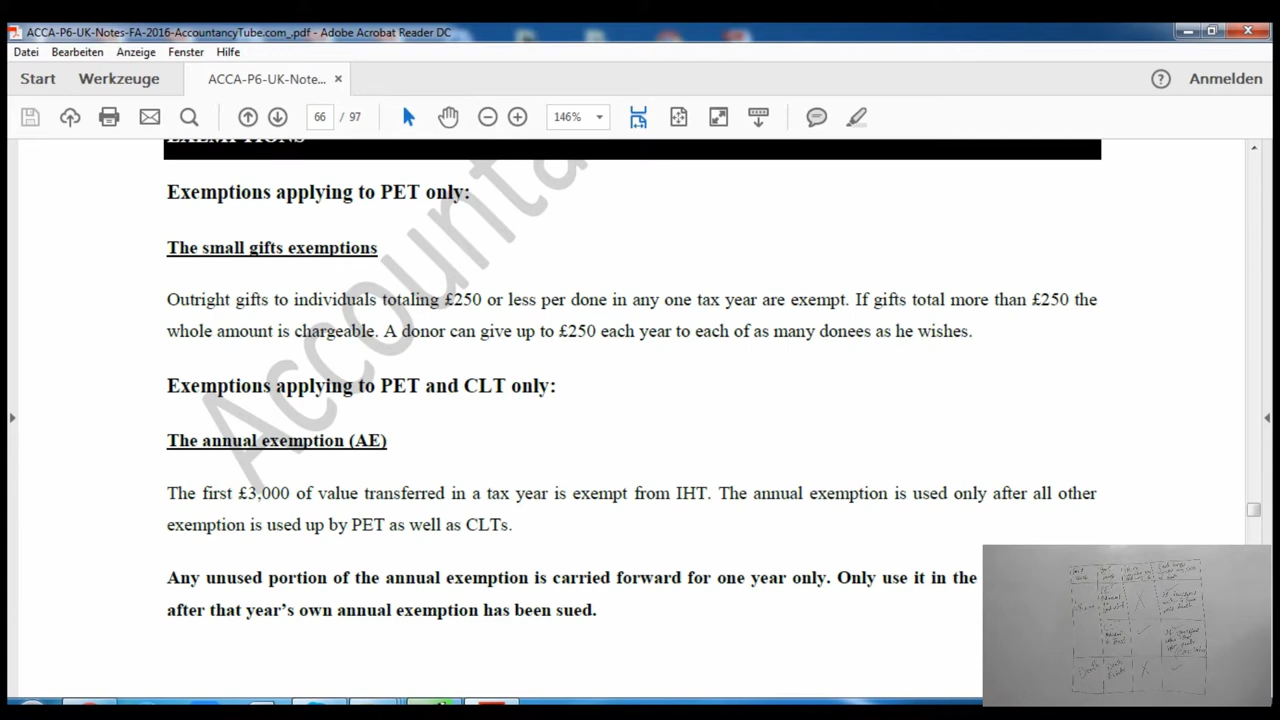 ACCA-P6-UK-Notes-FA-2016-AccountancyTube.com_.pdf - Adobe Acrobat Reader DC
Datei Bearbeiten Anzeige Fenster Hilfe
Start Werkzeuge ACCA-P6-UK-Note... × Anmelden
66 / 97 146%
EXEMPTIONS
Exemptions applying to PET only:
The small gifts exemptions
Outright gifts to individuals totaling £250 or less per done in any one tax year are exempt. If gifts total more than £250 the
whole amount is chargeable. A donor can give up to £250 each year to each of as many donees as he wishes.
Exemptions applying to PET and CLT only:
The annual exemption (AE)
The first £3,000 of value transferred in a tax year is exempt from IHT. The annual exemption is used only after all other
exemption is used up by PET as well as CLTs.
Any unused portion of the annual exemption is carried forward for one year only. Only use it in the
after that year's own annual exemption has been sued.
Accounta
Death